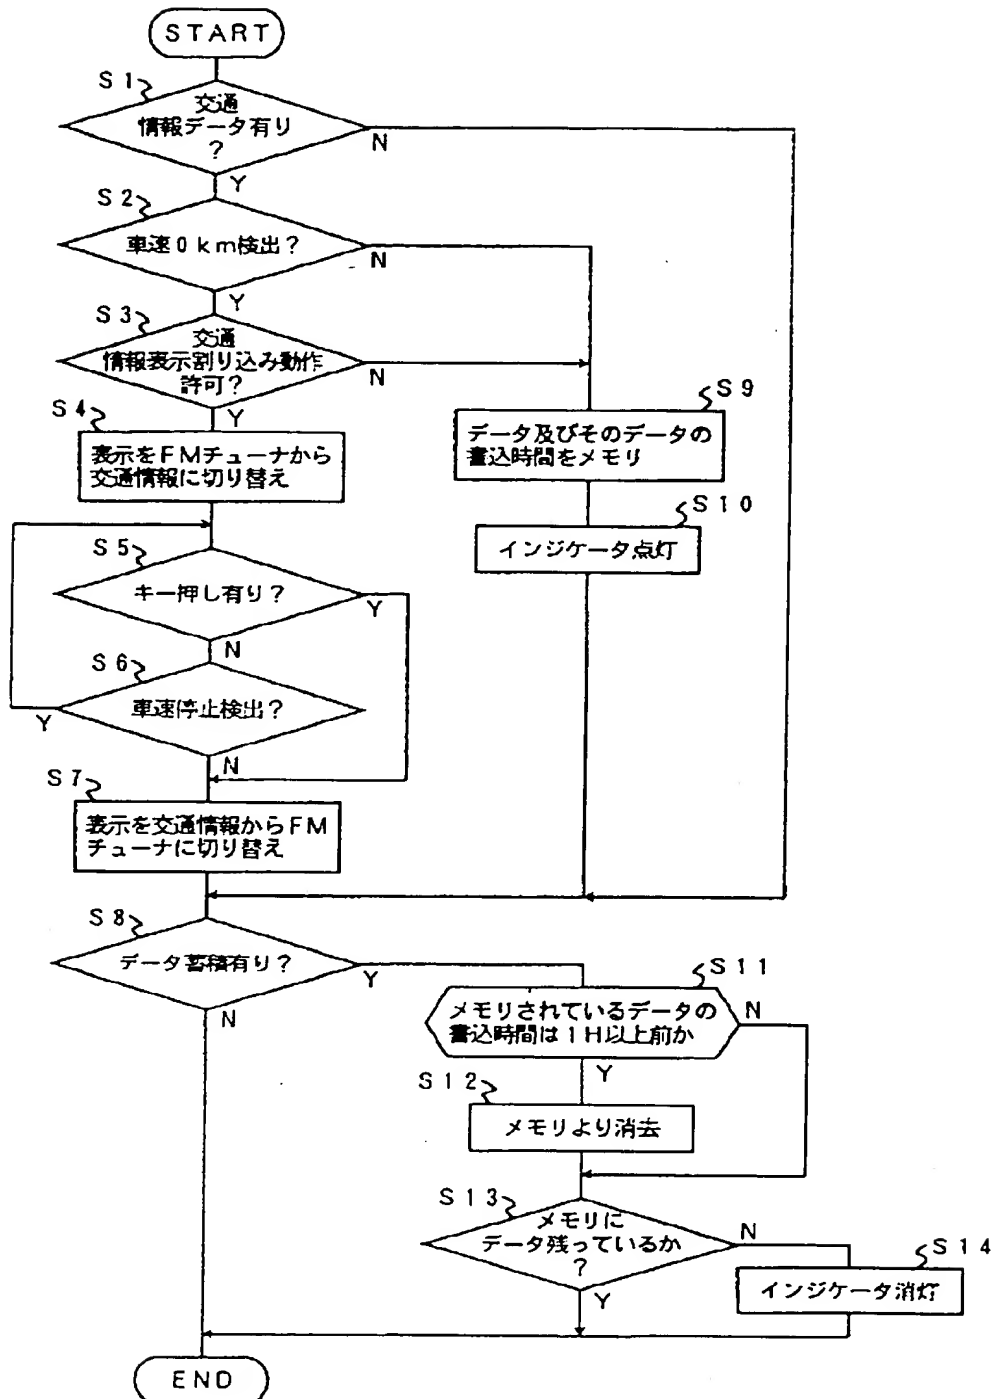 START
S1
交通
情報データ有り
?
N
Y
S2
車速0km検出?
N
Y
S3
交通
情報表示割り込み動作
許可?
N
Y
S4
表示をFMチューナから
交通情報に切り替え
S9
データ及びそのデータの
書込時間をメモリ
S10
インジケータ点灯
S5
キー押し有り?
Y
N
S6
車速停止検出?
Y
N
S7
表示を交通情報からFM
チューナに切り替え
S8
データ蓄積有り?
Y
N
S11
メモリされているデータの
書込時間は1H以上前か
N
Y
S12
メモリより消去
S13
メモリに
データ残っているか
?
N
Y
S14
インジケータ消灯
END